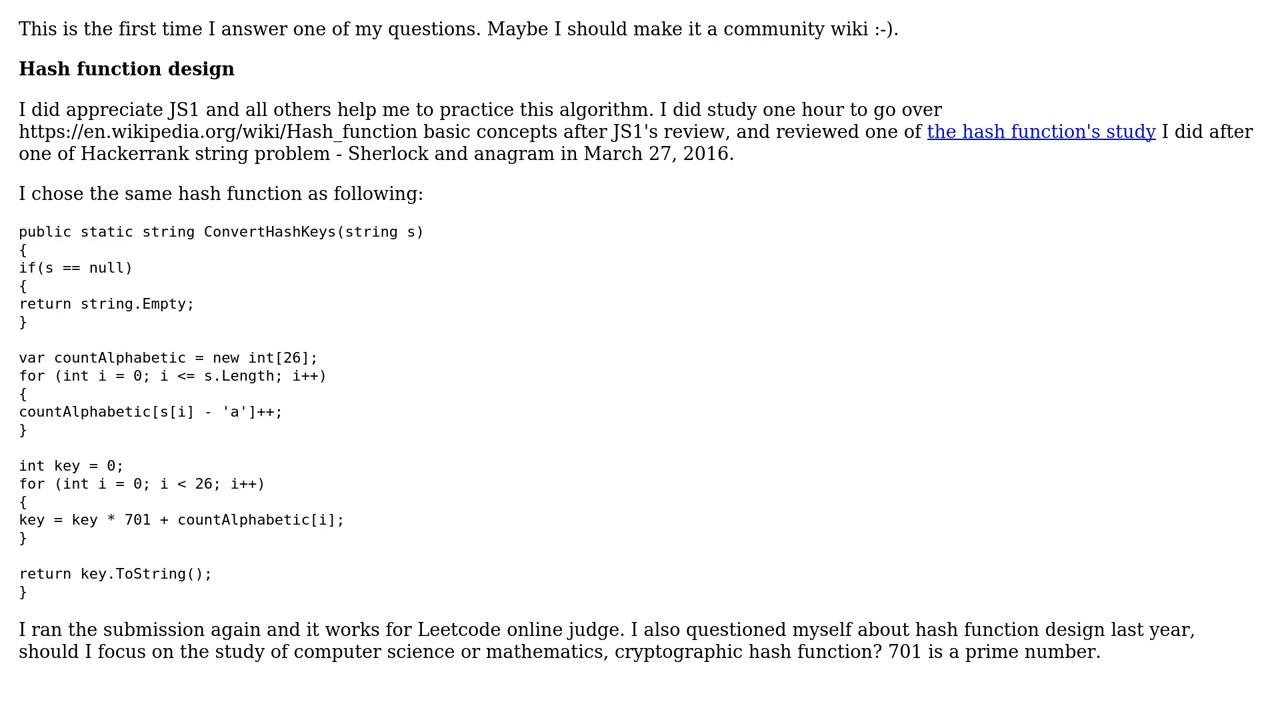 This is the first time I answer one of my questions. Maybe I should make it a community wiki :-).
Hash function design
I did appreciate JS1 and all others help me to practice this algorithm. I did study one hour to go over
https://en.wikipedia.org/wiki/Hash_function basic concepts after JS1's review, and reviewed one of the hash function's study I did after
one of Hackerrank string problem - Sherlock and anagram in March 27, 2016.
I chose the same hash function as following:
public static string ConvertHashKeys(string s)
{
if(s == null)
{
return string.Empty;
}
var countAlphabetic = new int[26];
for (int i = 0; i <= s.Length; i++)
{
countAlphabetic[s[i] - 'a']++;
}
int key = 0;
for (int i = 0; i < 26; i++)
{
key = key * 701 + countAlphabetic[i];
}
return key.ToString();
}
I ran the submission again and it works for Leetcode online judge. I also questioned myself about hash function design last year,
should I focus on the study of computer science or mathematics, cryptographic hash function? 701 is a prime number.